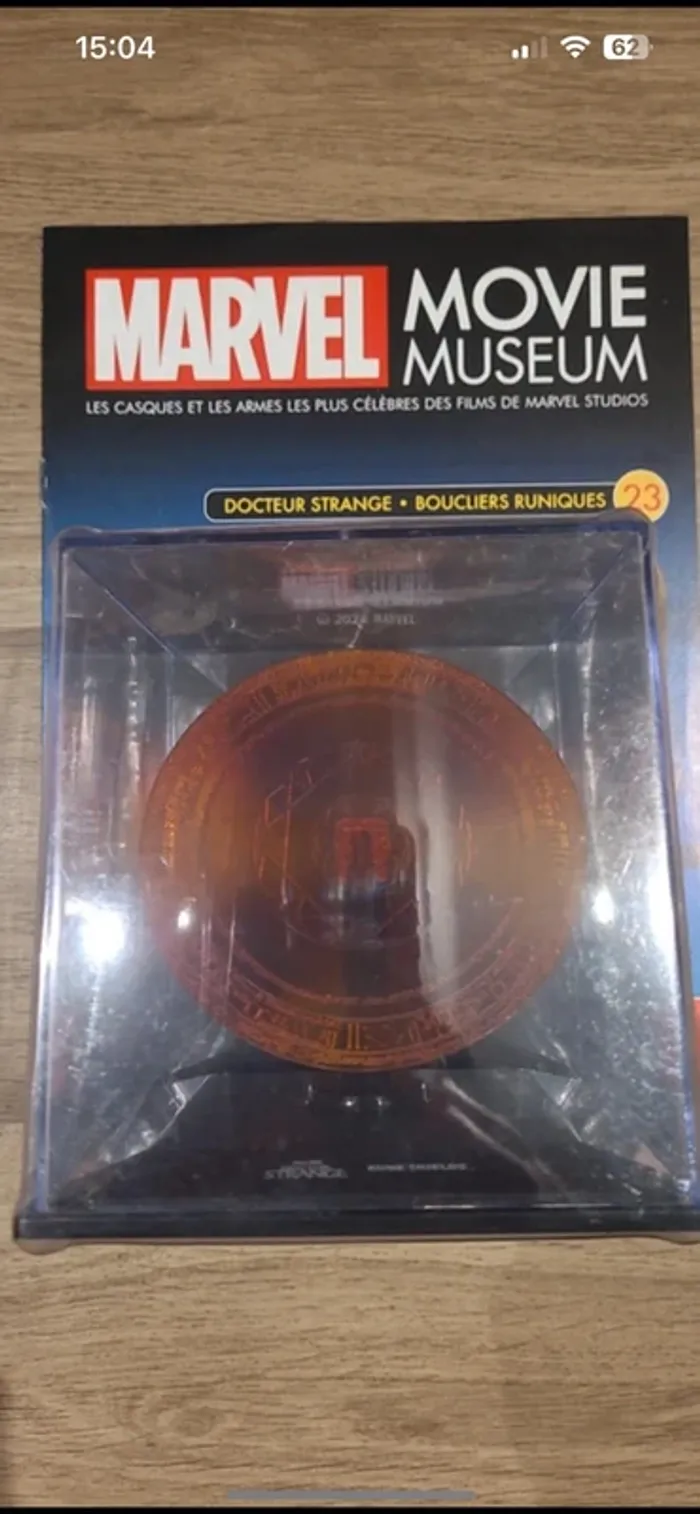 15:04
62
MARVEL MOVIE
MUSEUM
LES CASQUES ET LES ARMES LES PLUS CÉLÈBRES DES FILMS DE MARVEL STUDIOS
DOCTEUR STRANGE • BOUCLIERS RUNIQUES 23
MARVEL
STRANGE